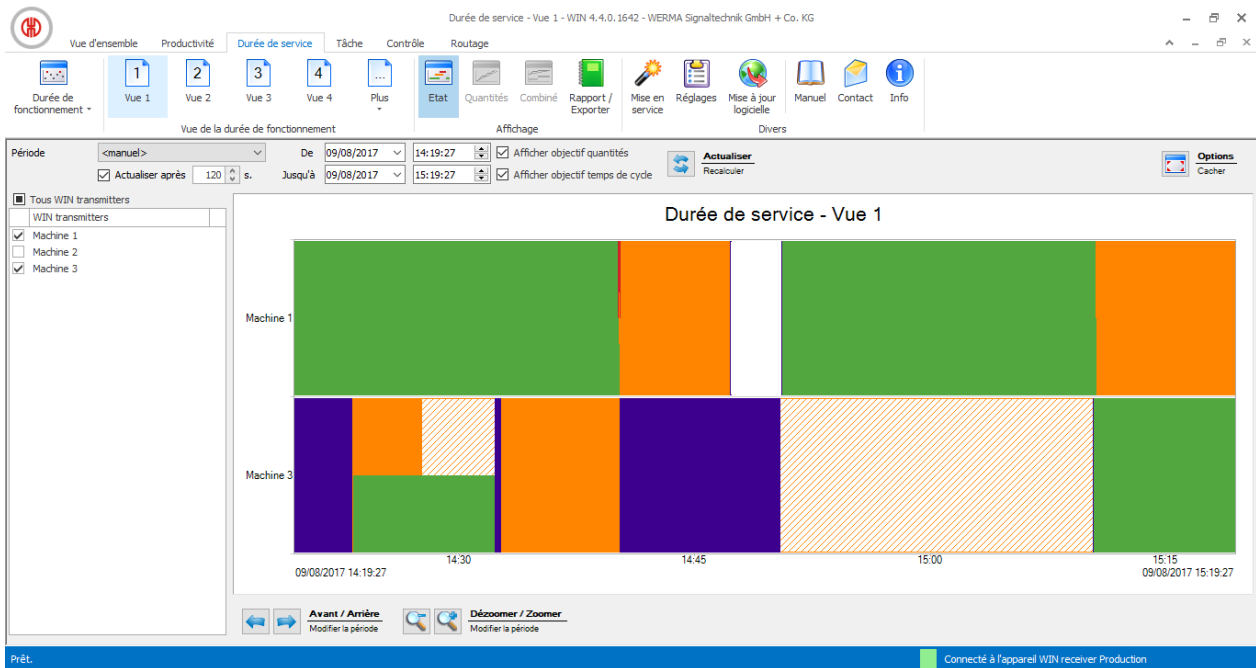 Durée de service - Vue 1 - WIN 4.4.0.1642 - WERMA Signaltechnik GmbH + Co. KG
Vue d'ensemble Productivité Durée de service Tâche Contrôle Routage
1 2 3 4 ...
Durée de fonctionnement Vue 1 Vue 2 Vue 3 Vue 4 Plus Etat Quantités Combiné Rapport / Exporter Mise en service Réglages Mise à jour logicielle Manuel Contact Info
Vue de la durée de fonctionnement Affichage Divers
Période <manuel> De 09/08/2017 14:19:27 Afficher objectif quantités Actualiser Options
Recalculer Cacher
Actualiser après 120 s. Jusqu'à 09/08/2017 15:19:27 Afficher objectif temps de cycle
Tous WIN transmitters
WIN transmitters
Machine 1
Machine 2
Machine 3
Durée de service - Vue 1
Machine 1
Machine 3
14:30 14:45 15:00 15:15
09/08/2017 14:19:27 09/08/2017 15:19:27
Avant / Arrière Dézoomer / Zoomer
Modifier la période Modifier la période
Prêt. Connecté à l'appareil WIN receiver Production